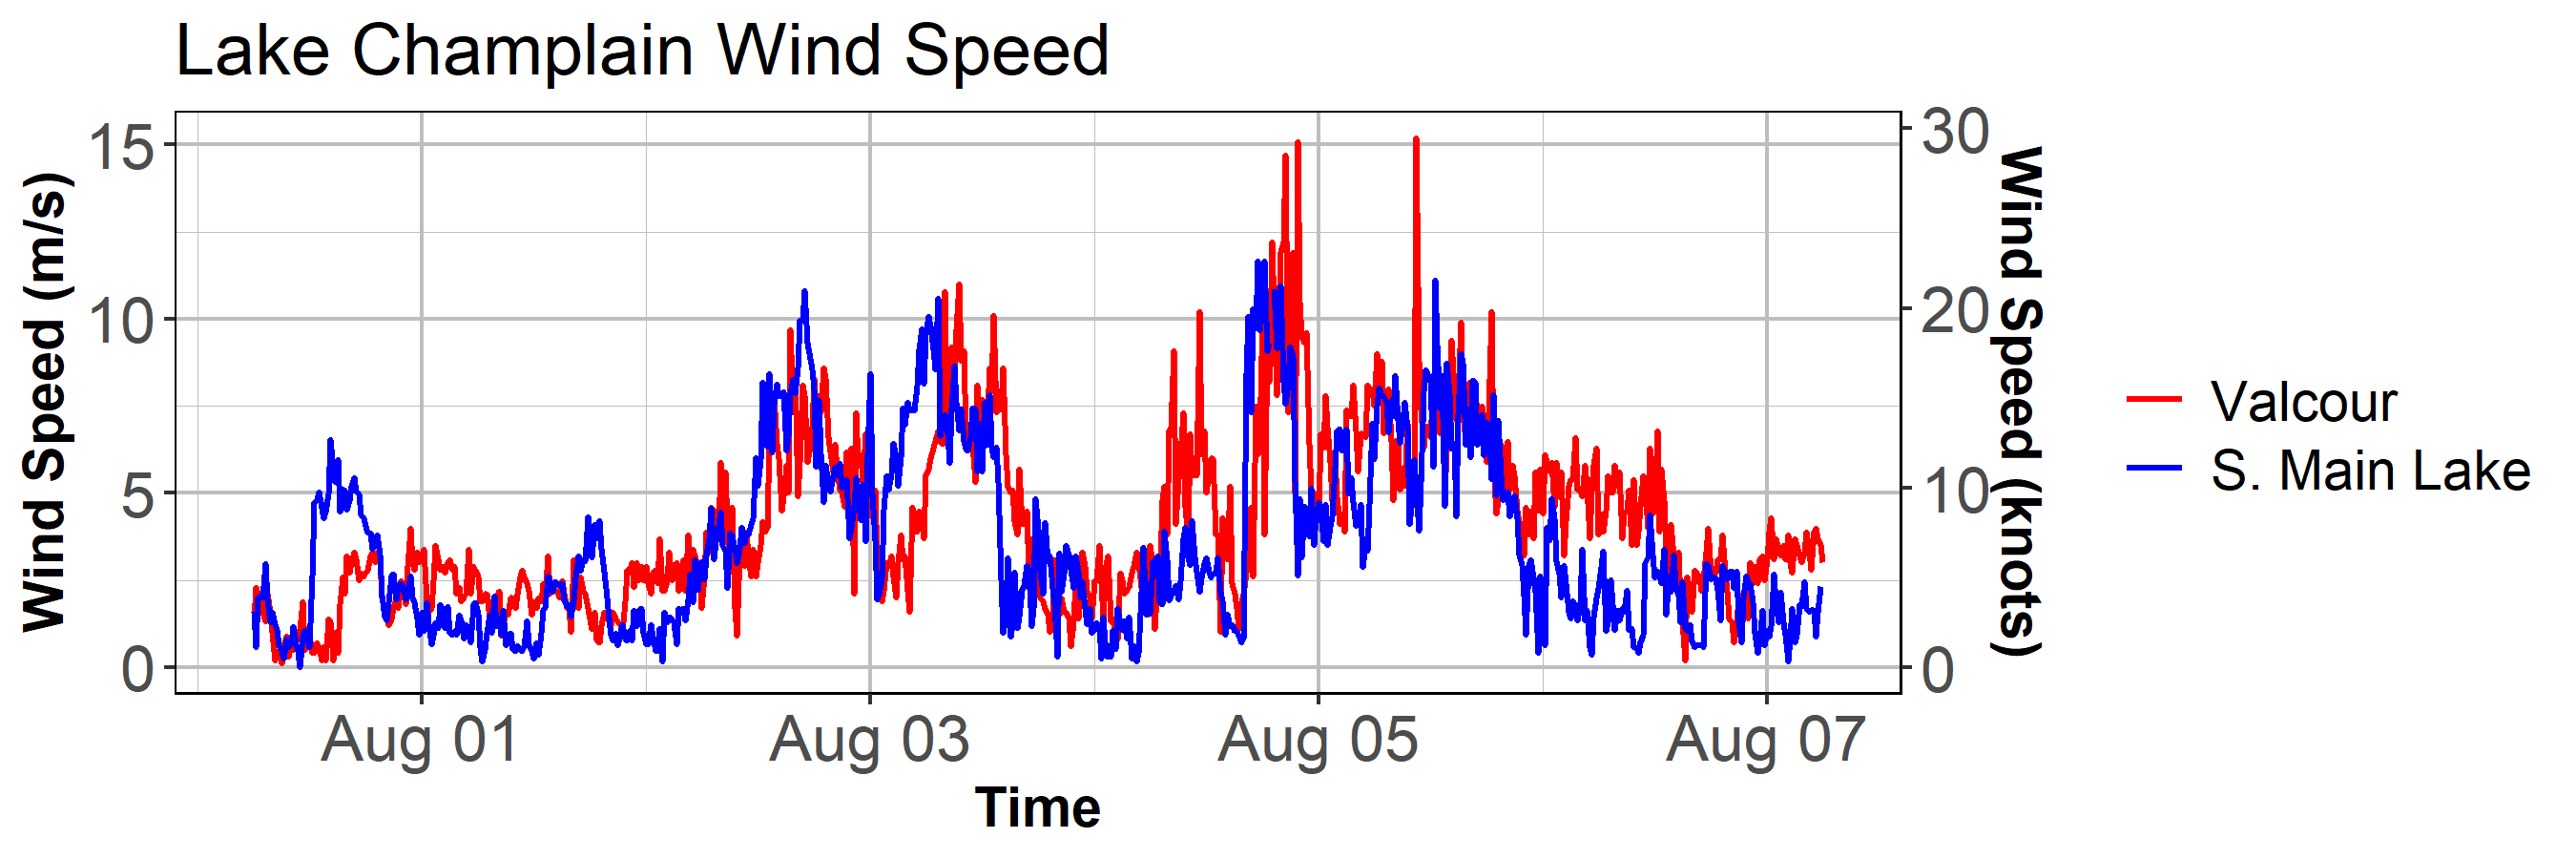 Lake Champlain Wind Speed
Wind Speed (m/s)
15
10
5
0
30
20
10
0
Wind Speed (knots)
Aug 01
Aug 03
Aug 05
Aug 07
Time
Valcour
S. Main Lake